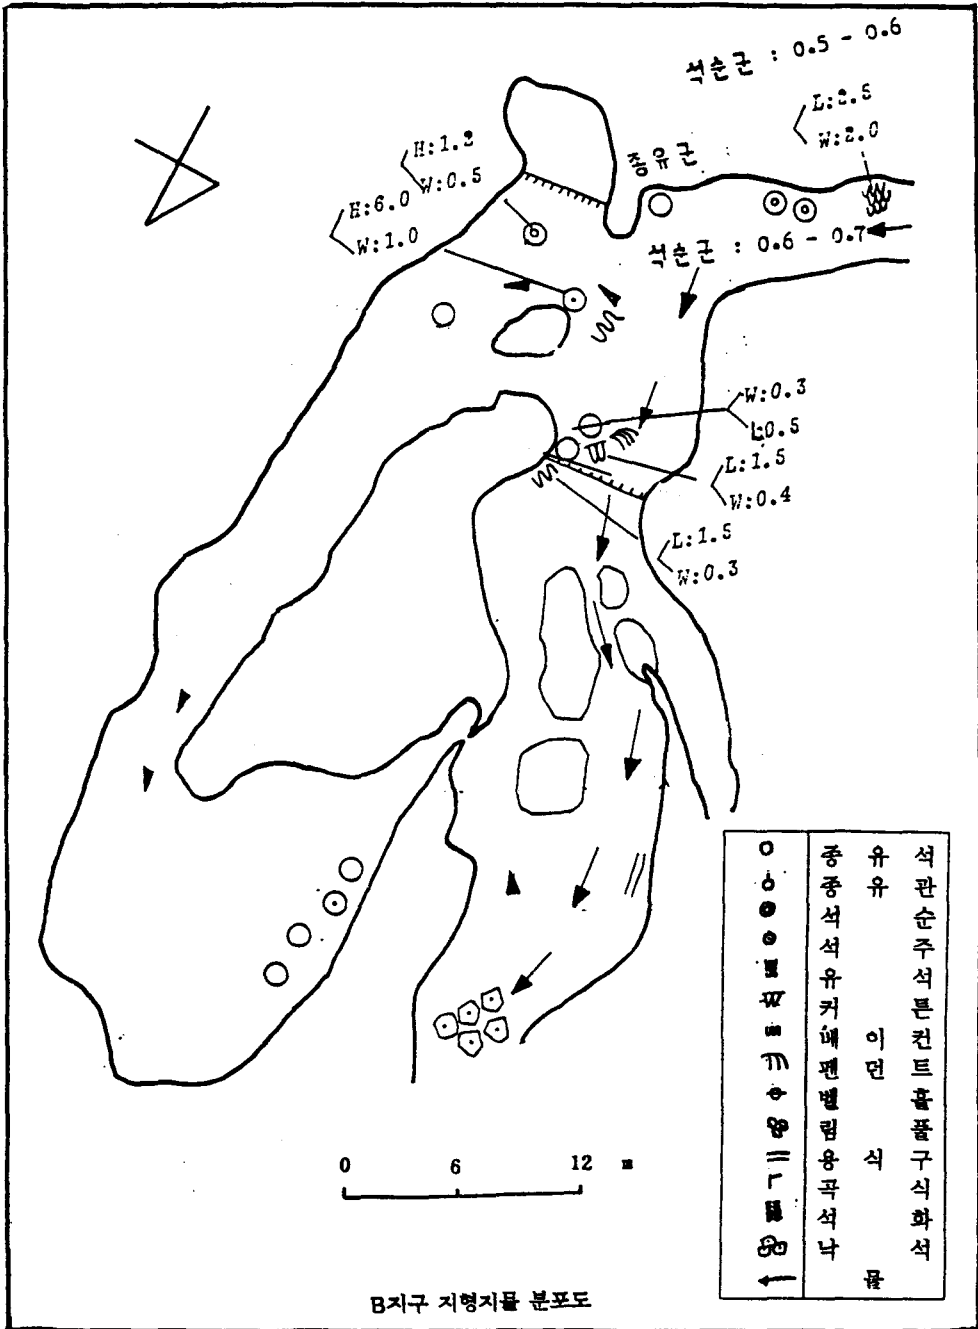 석순군 : 0.5 - 0.6
L:2.5
W:2.0
종유군
H:1.2
W:0.5
H:6.0
W:1.0
석순군 : 0.6 - 0.7
W:0.3
L:0.5
L:1.5
W:0.4
L:1.5
W:0.3
종 유 석
종 유 관
석 순
석 주
유 석
커 튼
베 이 컨
팬 던 트
벨 홀
림 풀
용 식 구
곡 식
석 화
낙 석
물
0 6 12 m
B지구 지형지물 분포도